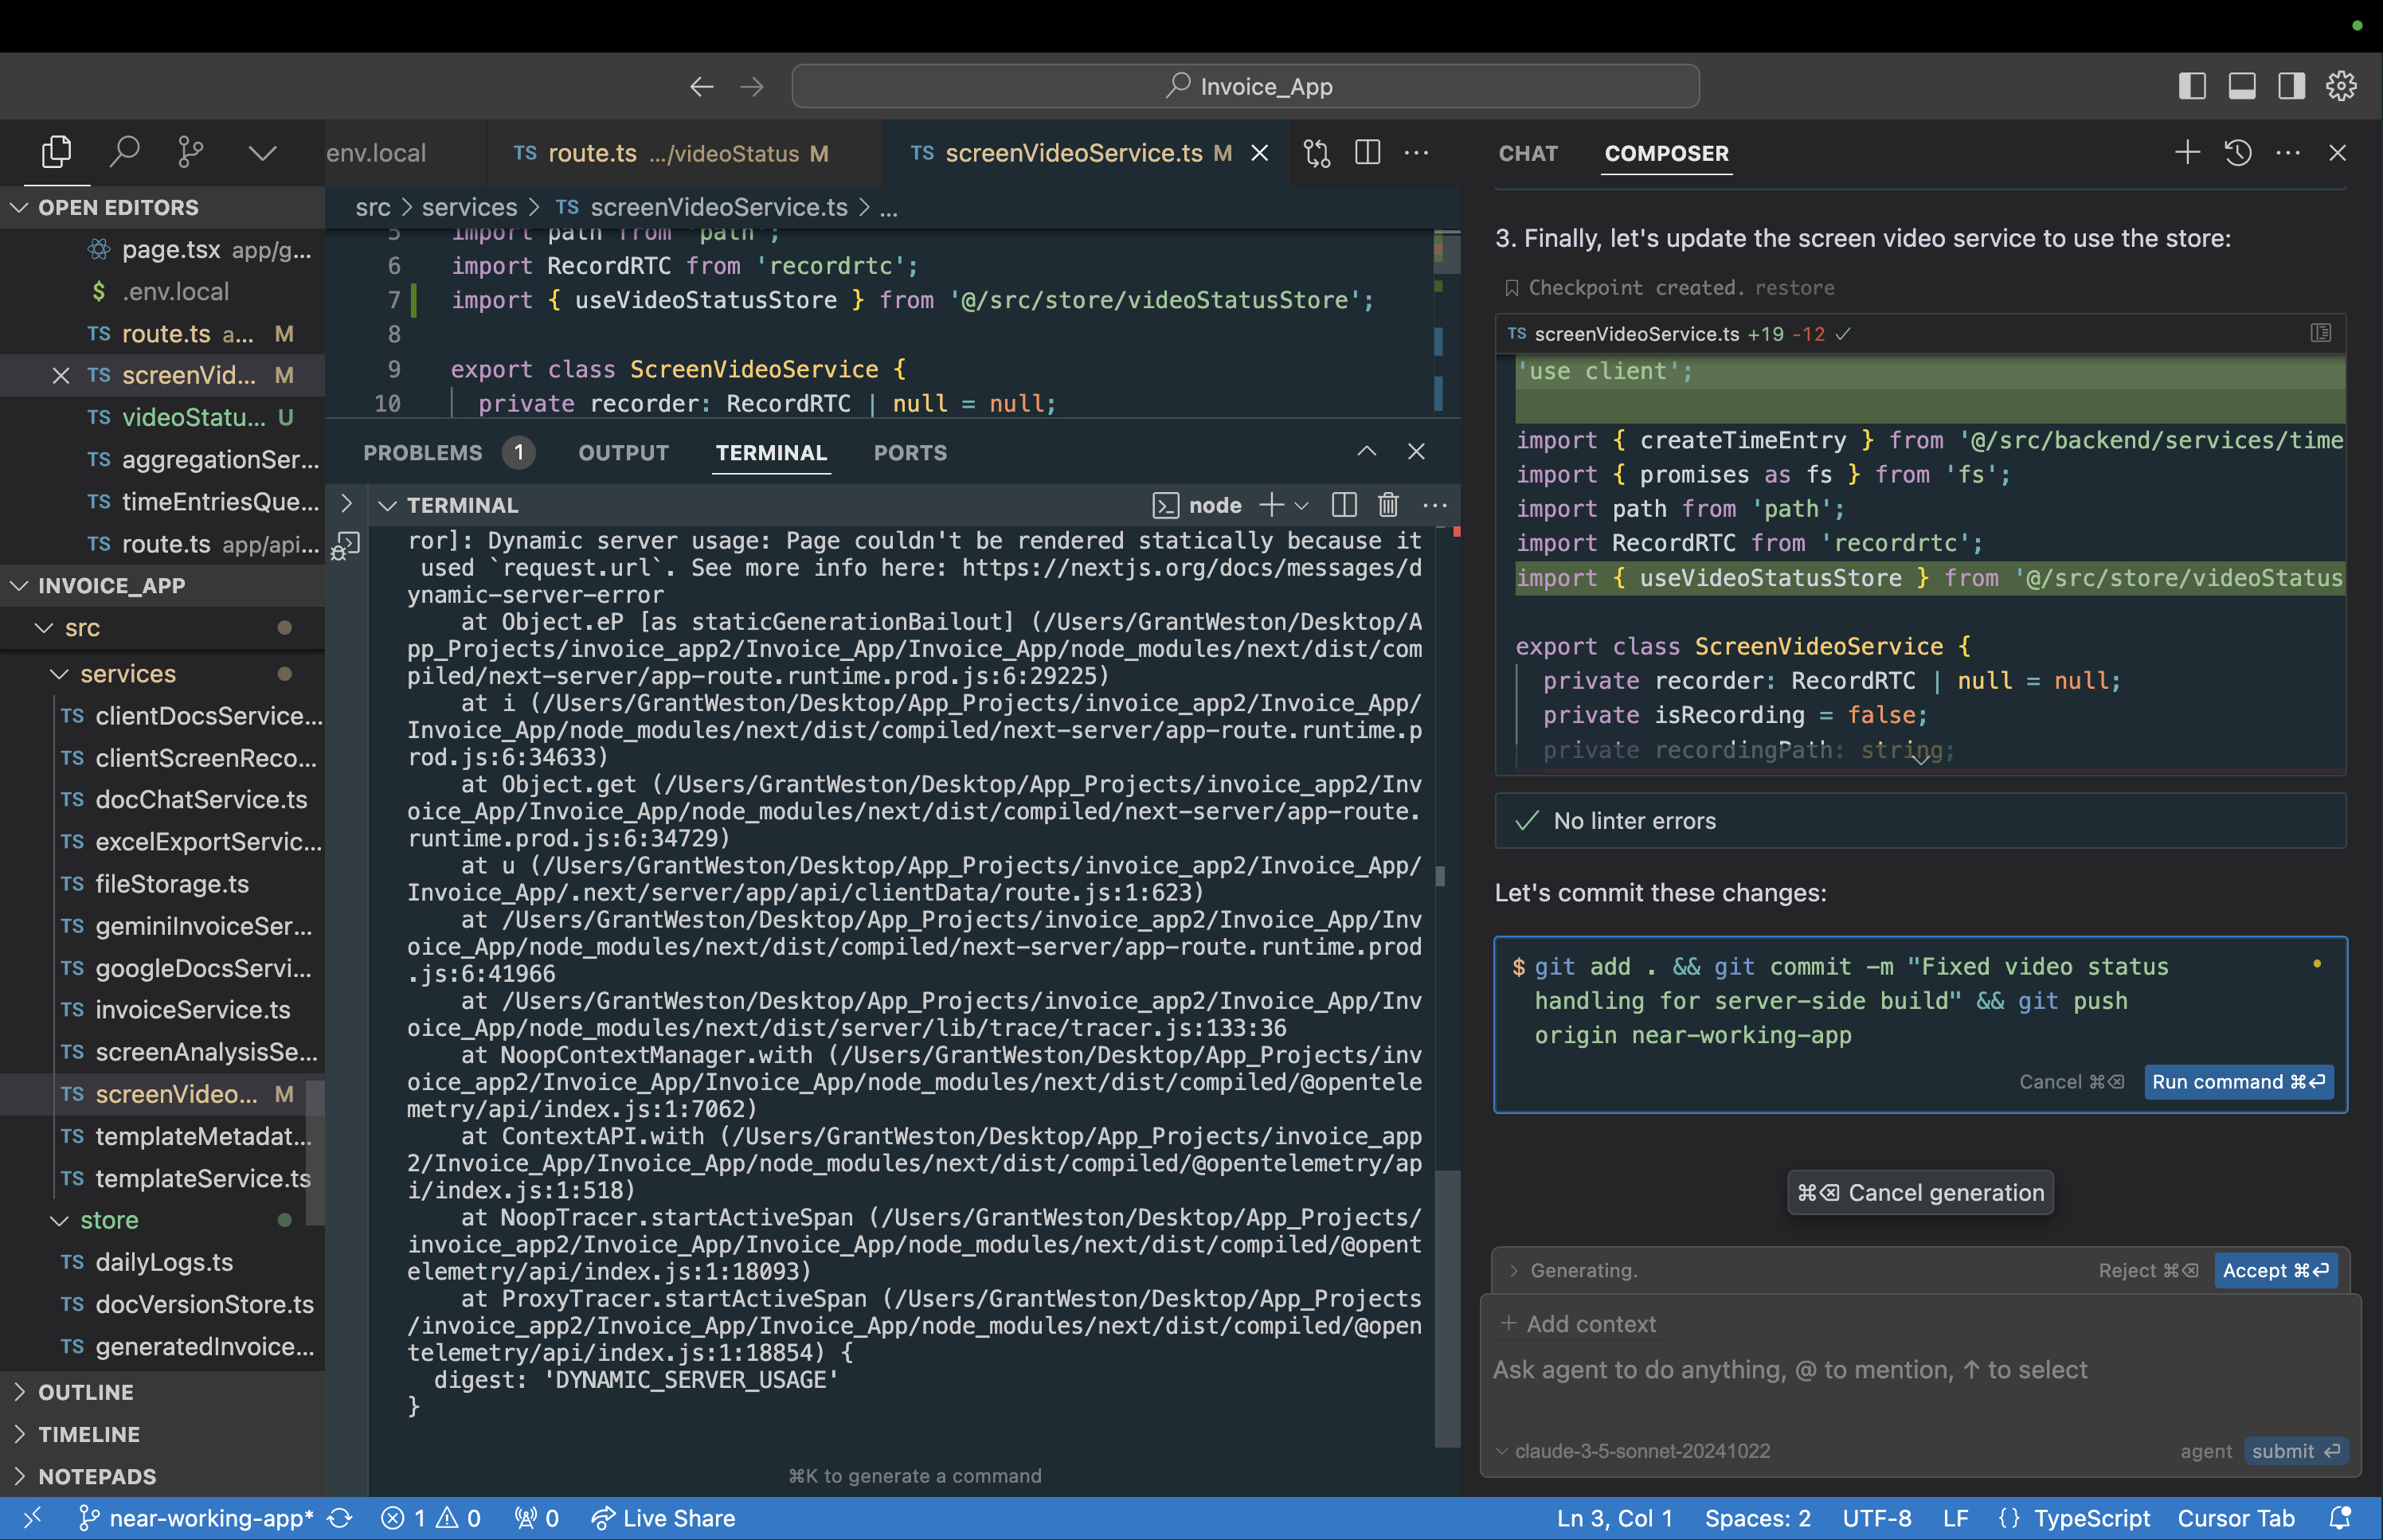 Invoice_App
env.local
TS route.ts .../videoStatus M
TS screenVideoService.ts M
CHAT
COMPOSER
OPEN EDITORS
page.tsx app/g...
$ .env.local
TS route.ts a... M
TS screenVid... M
TS videoStatu... U
TS aggregationSer...
TS timeEntriesQue...
TS route.ts app/api...
INVOICE_APP
src
services
TS clientDocsService...
TS clientScreenReco...
TS docChatService.ts
TS excelExportServic...
TS fileStorage.ts
TS geminiInvoiceSer...
TS googleDocsServi...
TS invoiceService.ts
TS screenAnalysisSe...
TS screenVideo... M
TS templateMetadat...
TS templateService.ts
store
TS dailyLogs.ts
TS docVersionStore.ts
TS generatedInvoice...
OUTLINE
TIMELINE
NOTEPADS
src > services > TS screenVideoService.ts > ...
5 import path from 'path';
6 import RecordRTC from 'recordrtc';
7 import { useVideoStatusStore } from '@/src/store/videoStatusStore';
8
9 export class ScreenVideoService {
10 private recorder: RecordRTC | null = null;
PROBLEMS 1 OUTPUT TERMINAL PORTS
TERMINAL
node
ror]: Dynamic server usage: Page couldn't be rendered statically because it
used `request.url`. See more info here: https://nextjs.org/docs/messages/d
ynamic-server-error
at Object.eP [as staticGenerationBailout] (/Users/GrantWeston/Desktop/A
pp_Projects/invoice_app2/Invoice_App/Invoice_App/node_modules/next/dist/com
piled/next-server/app-route.runtime.prod.js:6:29225)
at i (/Users/GrantWeston/Desktop/App_Projects/invoice_app2/Invoice_App/
Invoice_App/node_modules/next/dist/compiled/next-server/app-route.runtime.p
rod.js:6:34633)
at Object.get (/Users/GrantWeston/Desktop/App_Projects/invoice_app2/Inv
oice_App/Invoice_App/node_modules/next/dist/compiled/next-server/app-route.
runtime.prod.js:6:34729)
at u (/Users/GrantWeston/Desktop/App_Projects/invoice_app2/Invoice_App/
Invoice_App/.next/server/app/api/clientData/route.js:1:623)
at /Users/GrantWeston/Desktop/App_Projects/invoice_app2/Invoice_App/Inv
oice_App/node_modules/next/dist/compiled/next-server/app-route.runtime.prod
.js:6:41966
at /Users/GrantWeston/Desktop/App_Projects/invoice_app2/Invoice_App/Inv
oice_App/node_modules/next/dist/server/lib/trace/tracer.js:133:36
at NoopContextManager.with (/Users/GrantWeston/Desktop/App_Projects/inv
oice_app2/Invoice_App/Invoice_App/node_modules/next/dist/compiled/@opentele
metry/api/index.js:1:7062)
at ContextAPI.with (/Users/GrantWeston/Desktop/App_Projects/invoice_app
2/Invoice_App/Invoice_App/node_modules/next/dist/compiled/@opentelemetry/ap
i/index.js:1:518)
at NoopTracer.startActiveSpan (/Users/GrantWeston/Desktop/App_Projects/
invoice_app2/Invoice_App/Invoice_App/node_modules/next/dist/compiled/@opent
elemetry/api/index.js:1:18093)
at ProxyTracer.startActiveSpan (/Users/GrantWeston/Desktop/App_Projects
/invoice_app2/Invoice_App/Invoice_App/node_modules/next/dist/compiled/@open
telemetry/api/index.js:1:18854) {
digest: 'DYNAMIC_SERVER_USAGE'
}
⌘K to generate a command
3. Finally, let's update the screen video service to use the store:
Checkpoint created. restore
TS screenVideoService.ts +19 -12 ✓
'use client';
import { createTimeEntry } from '@/src/backend/services/time
import { promises as fs } from 'fs';
import path from 'path';
import RecordRTC from 'recordrtc';
import { useVideoStatusStore } from '@/src/store/videoStatus
export class ScreenVideoService {
private recorder: RecordRTC | null = null;
private isRecording = false;
private recordingPath: string;
✓ No linter errors
Let's commit these changes:
$ git add . && git commit -m "Fixed video status
handling for server-side build" && git push
origin near-working-app
Cancel ⌘⌫ Run command ⌘⏎
⌘⌫ Cancel generation
> Generating. Reject ⌘⌫ Accept ⌘⏎
+ Add context
Ask agent to do anything, @ to mention, ↑ to select
claude-3-5-sonnet-20241022
agent submit ⏎
near-working-app* 1 0 0 Live Share
Ln 3, Col 1 Spaces: 2 UTF-8 LF {} TypeScript Cursor Tab